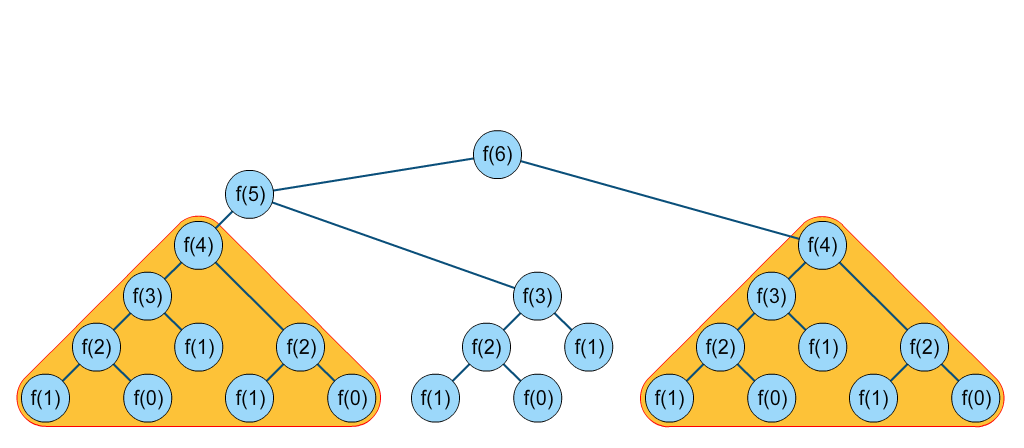 f(6)
f(5)
f(4) f(4)
f(3) f(3) f(3)
f(2) f(1) f(2) f(2) f(1) f(2) f(1) f(2)
f(1) f(0) f(1) f(0) f(1) f(0) f(1) f(0) f(1) f(0)